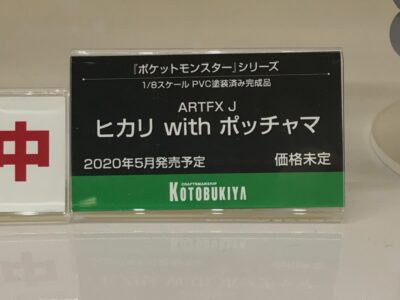 『ポケットモンスター』シリーズ
1/8スケール PVC塗装済み完成品
ARTFX J
ヒカリ with ポッチャマ
2020年5月発売予定 価格未定
CRAFTSMANSHIP
KOTOBUKIYA
中